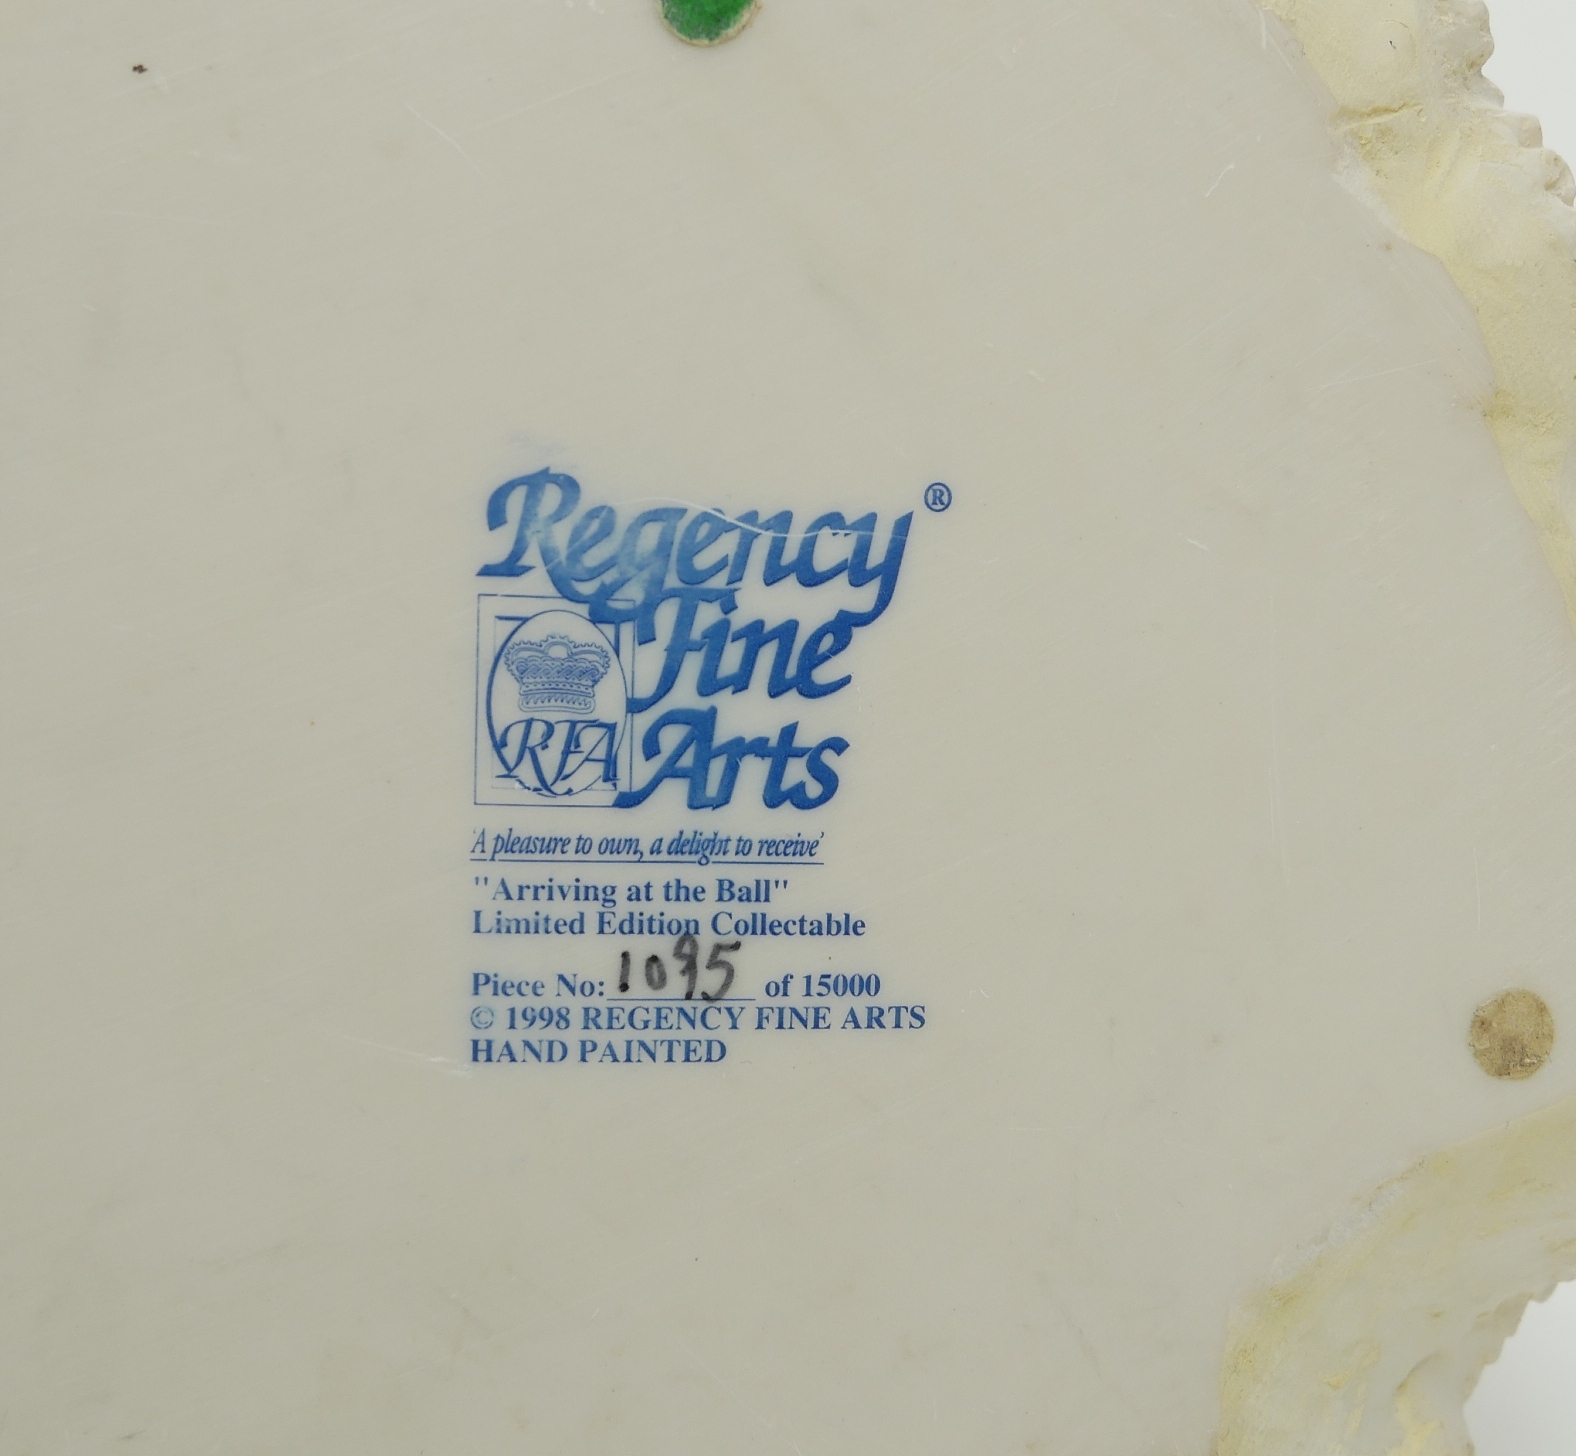 Regency ®
Fine
RFA Arts
'A pleasure to own, a delight to receive'
"Arriving at the Ball"
Limited Edition Collectable
Piece No: 1095 of 15000
© 1998 REGENCY FINE ARTS
HAND PAINTED